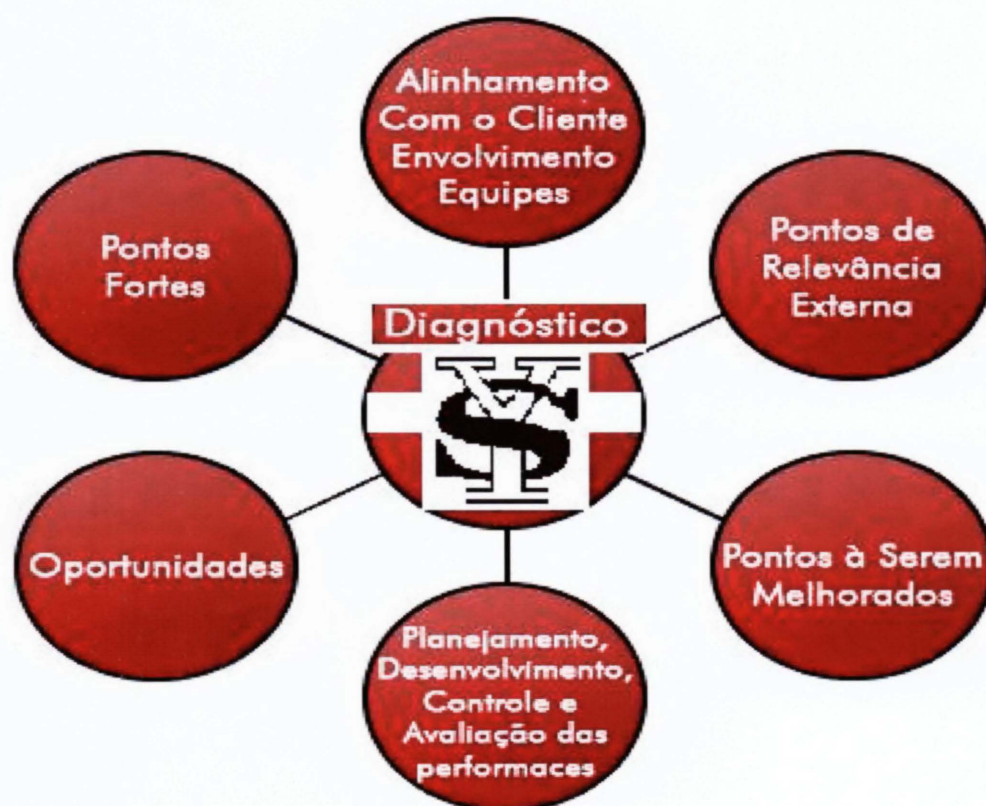 Alinhamento
Com o Cliente
Envolvimento
Equipes
Pontos
Fortes
Pontos de
Relevância
Externa
Diagnóstico
YS
Oportunidades
Pontos à Serem
Melhorados
Planejamento,
Desenvolvimento,
Controle e
Avaliação das
performaces